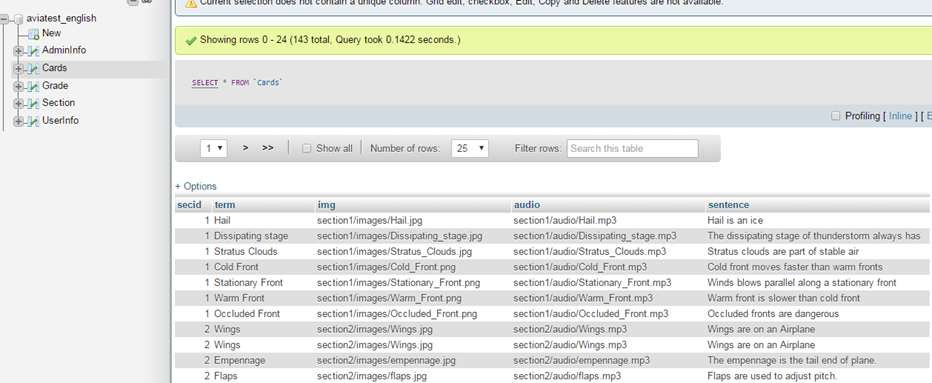 Current selection does not contain a unique column. Grid edit, checkbox, Edit, Copy and Delete features are not available.
aviatest_english
New
AdminInfo
Cards
Grade
Section
UserInfo
Showing rows 0 - 24 (143 total, Query took 0.1422 seconds.)
SELECT * FROM `Cards`
Profiling [ Inline ] [ E
1 > >> Show all Number of rows: 25 Filter rows: Search this table
+ Options
secid term img audio sentence
1 Hail section1/images/Hail.jpg section1/audio/Hail.mp3 Hail is an ice
1 Dissipating stage section1/images/Dissipating_stage.jpg section1/audio/Dissipating_stage.mp3 The dissipating stage of thunderstorm always has
1 Stratus Clouds section1/images/Stratus_Clouds.jpg section1/audio/Stratus_Clouds.mp3 Stratus clouds are part of stable air
1 Cold Front section1/images/Cold_Front.png section1/audio/Cold_Front.mp3 Cold front moves faster than warm fronts
1 Stationary Front section1/images/Stationary_Front.png section1/audio/Stationary_Front.mp3 Winds blows parallel along a stationary front
1 Warm Front section1/images/Warm_Front.png section1/audio/Warm_Front.mp3 Warm front is slower than cold front
1 Occluded Front section1/images/Occluded_Front.png section1/audio/Occluded_Front.mp3 Occluded fronts are dangerous
2 Wings section2/images/Wings.jpg section2/audio/Wings.mp3 Wings are on an Airplane
2 Wings section2/images/Wings.jpg section2/audio/Wings.mp3 Wings are on an Airplane
2 Empennage section2/images/empennage.jpg section2/audio/empennage.mp3 The empennage is the tail end of plane.
2 Flaps section2/images/flaps.jpg section2/audio/flaps.mp3 Flaps are used to adjust pitch.